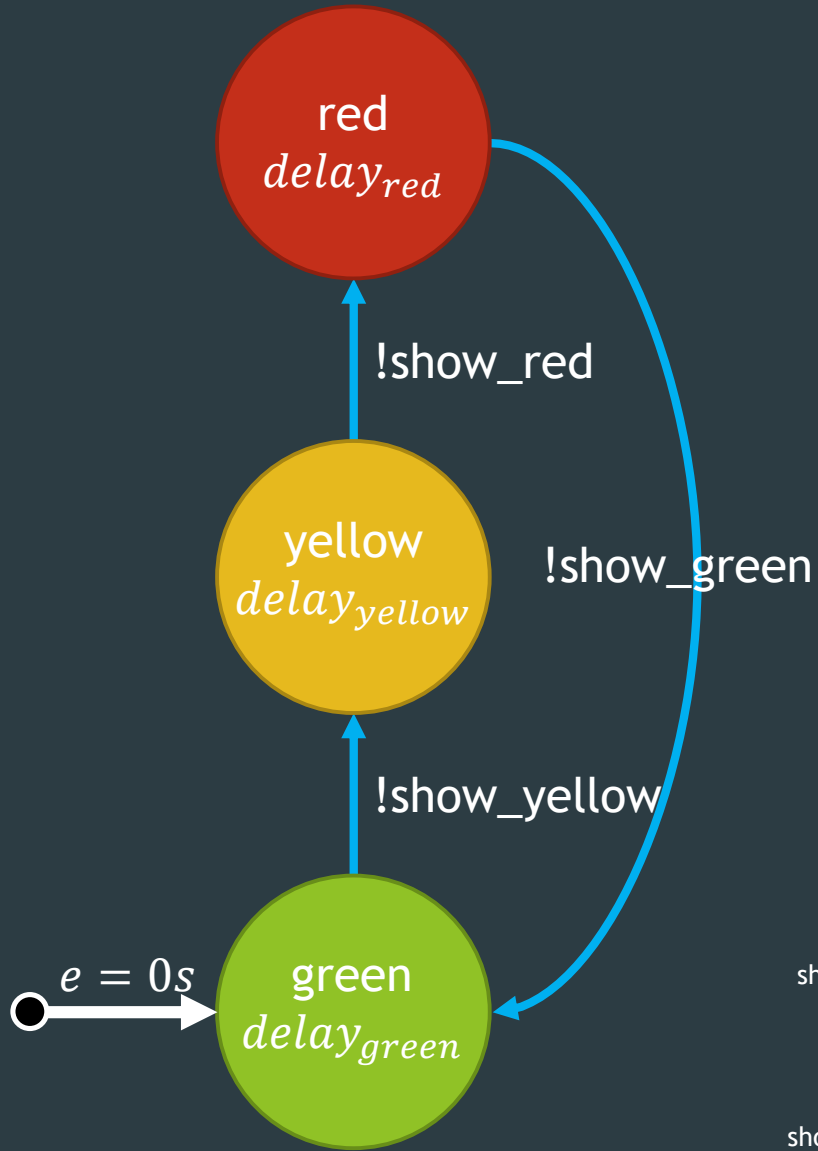 red
delay_red
!show_red
yellow
delay_yellow
!show_green
!show_yellow
e = 0s
green
delay_green